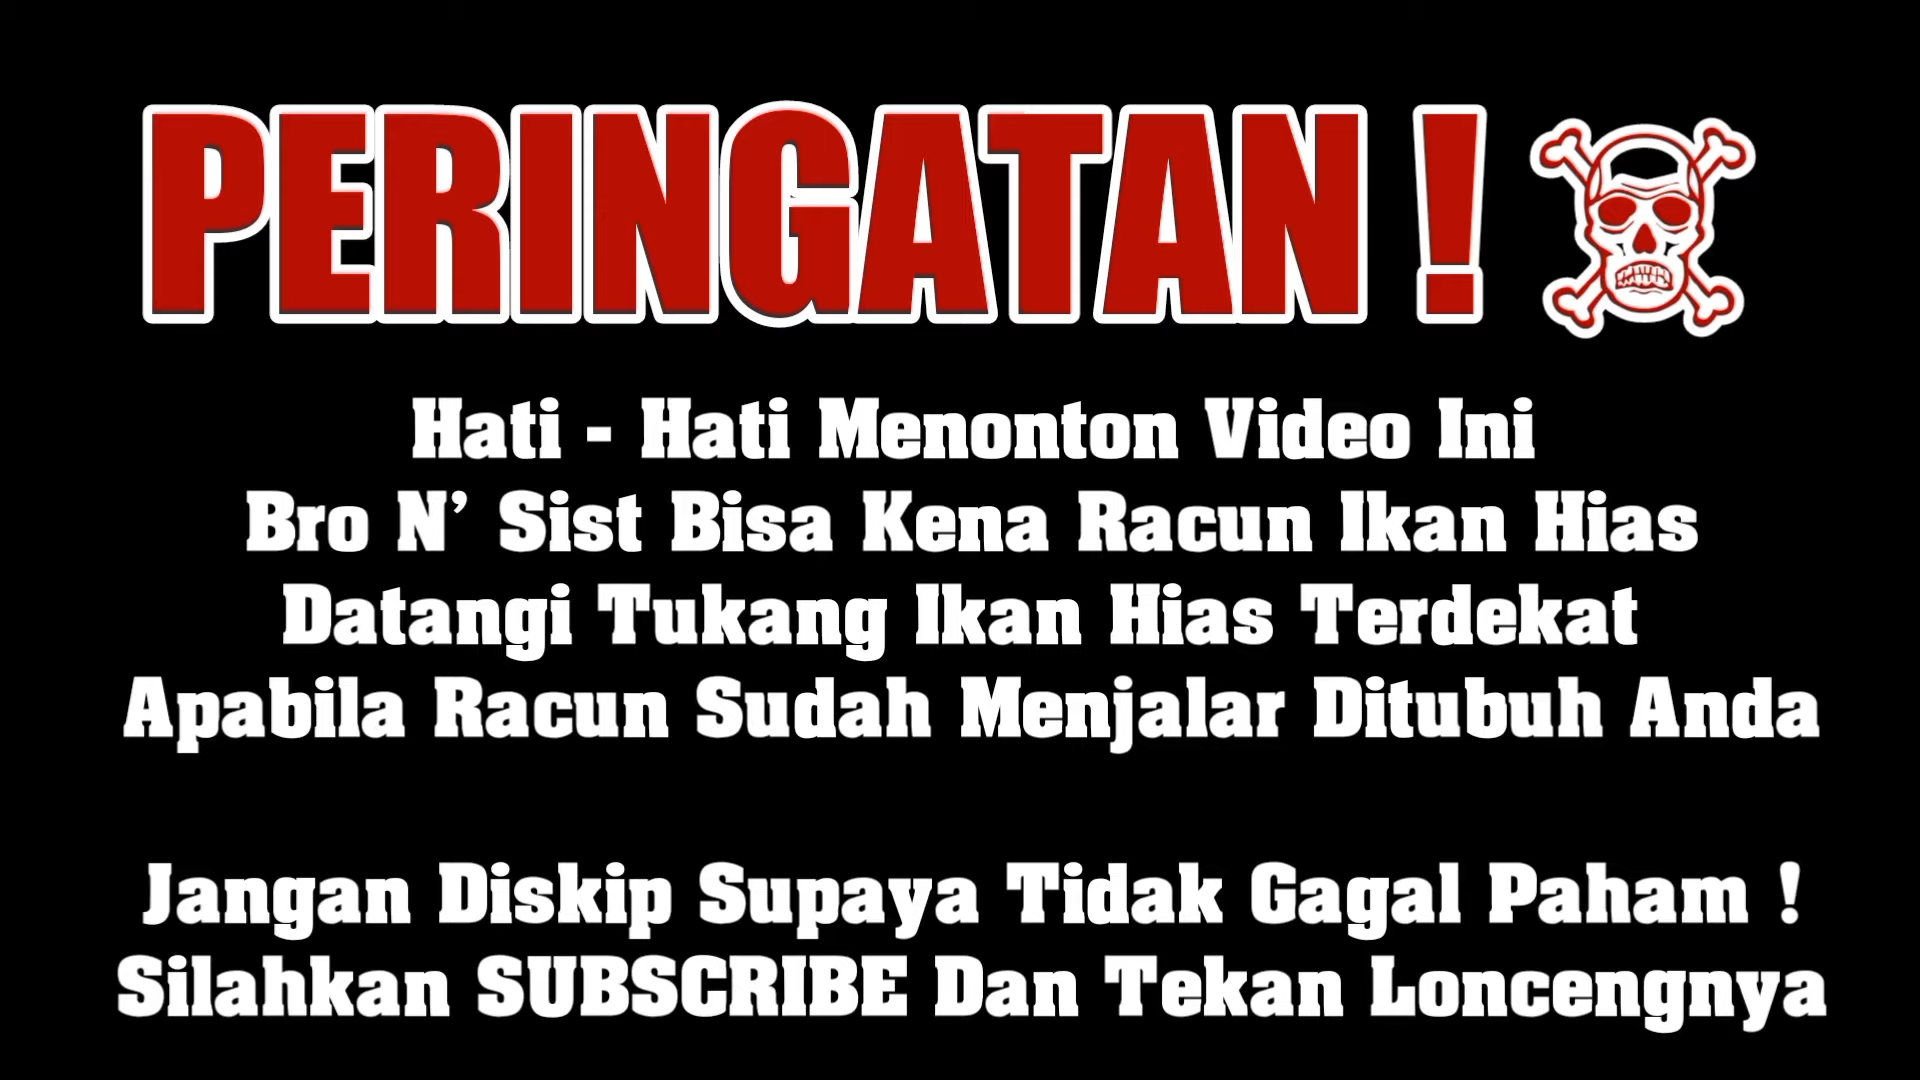 PERINGATAN !
Hati - Hati Menonton Video Ini
Bro N’ Sist Bisa Kena Racun Ikan Hias
Datangi Tukang Ikan Hias Terdekat
Apabila Racun Sudah Menjalar Ditubuh Anda
Jangan Diskip Supaya Tidak Gagal Paham !
Silahkan SUBSCRIBE Dan Tekan Loncengnya